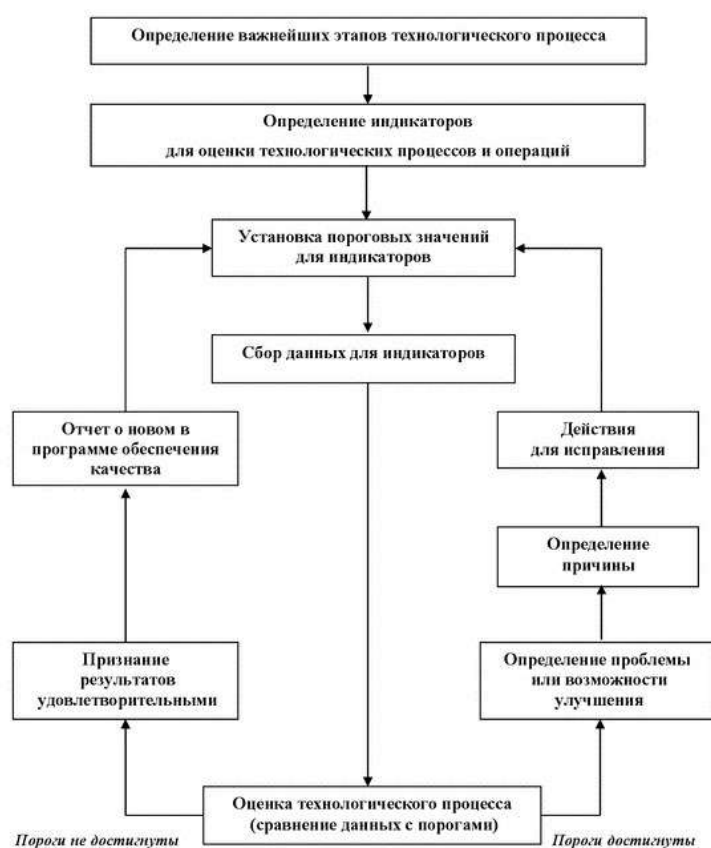 Определение важнейших этапов технологического процесса
Определение индикаторов
для оценки технологических процессов и операций
Установка пороговых значений
для индикаторов
Сбор данных для индикаторов
Отчет о новом в
программе обеспечения
качества
Действия
для исправления
Определение
причины
Признание
результатов
удовлетворительными
Определение проблемы
или возможности
улучшения
Оценка технологического процесса
(сравнение данных с порогами)
Пороги не достигнуты
Пороги достигнуты